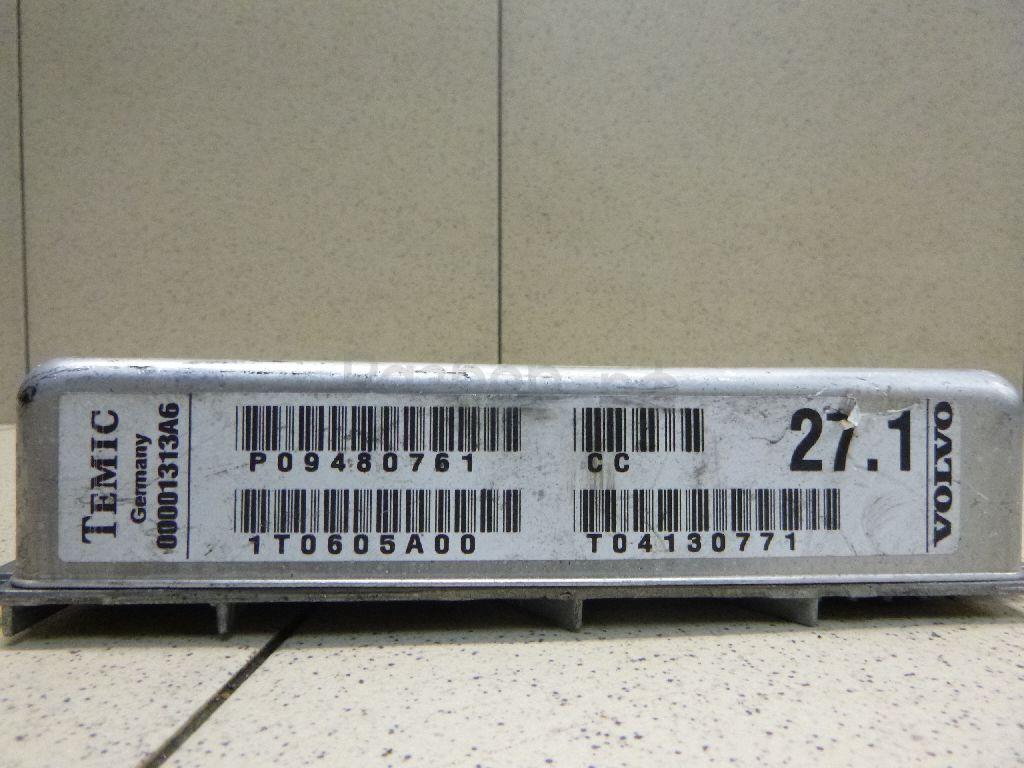 TEMIC
Germany
00001313A6
P09480761
CC
27.1
1T0605A00
T04130771
VOLVO